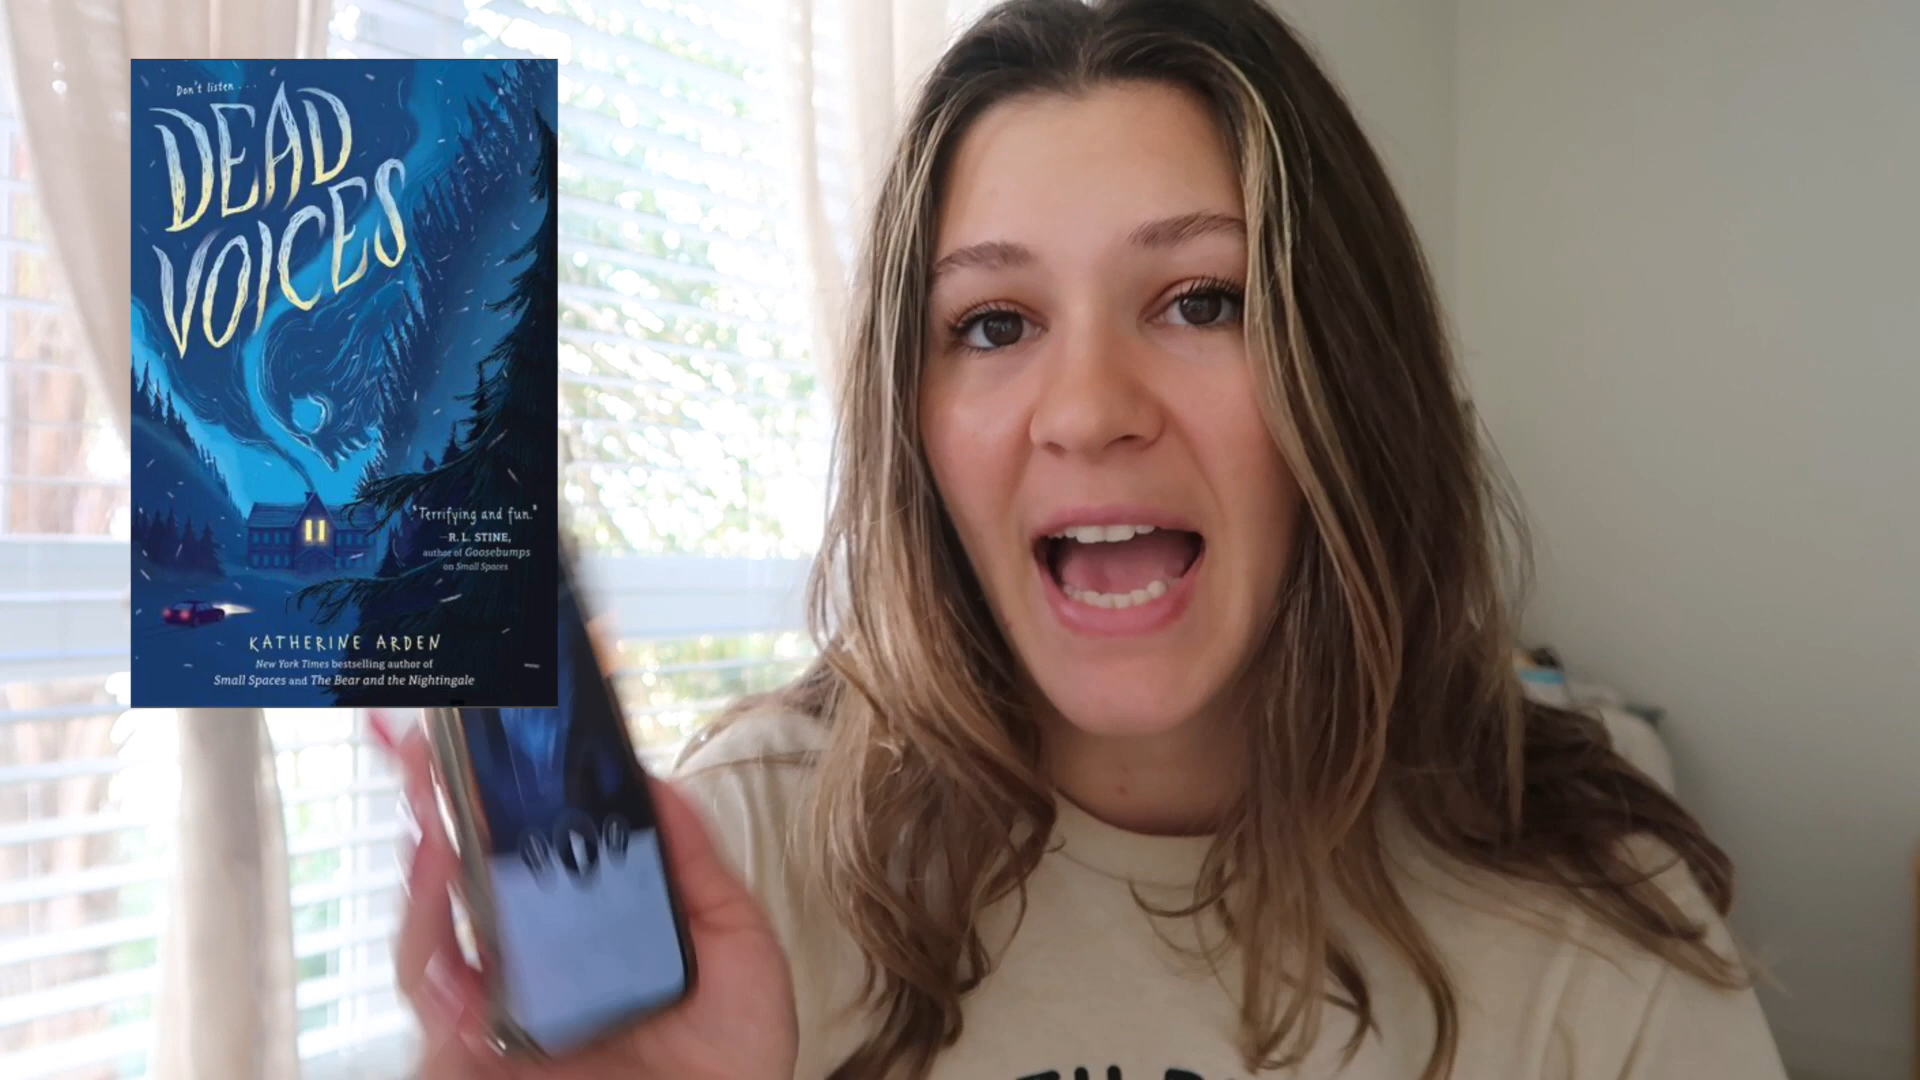 Don't listen . . .
DEAD
VOICES
"Terrifying and fun."
—R. L. STINE,
author of Goosebumps
on Small Spaces
KATHERINE ARDEN
New York Times bestselling author of
Small Spaces and The Bear and the Nightingale